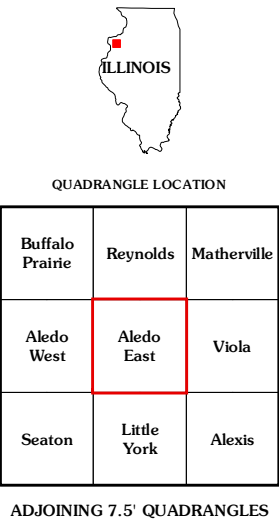 ILLINOIS
QUADRANGLE LOCATION
Buffalo
Prairie
Reynolds
Matherville
Aledo
West
Aledo
East
Viola
Seaton
Little
York
Alexis
ADJOINING 7.5' QUADRANGLES